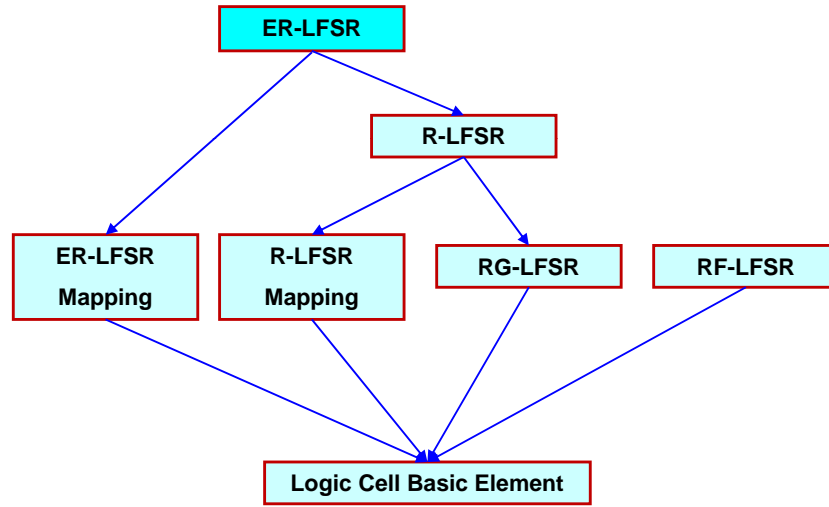 ER-LFSR
R-LFSR
ER-LFSR
Mapping
R-LFSR
Mapping
RG-LFSR
RF-LFSR
Logic Cell Basic Element